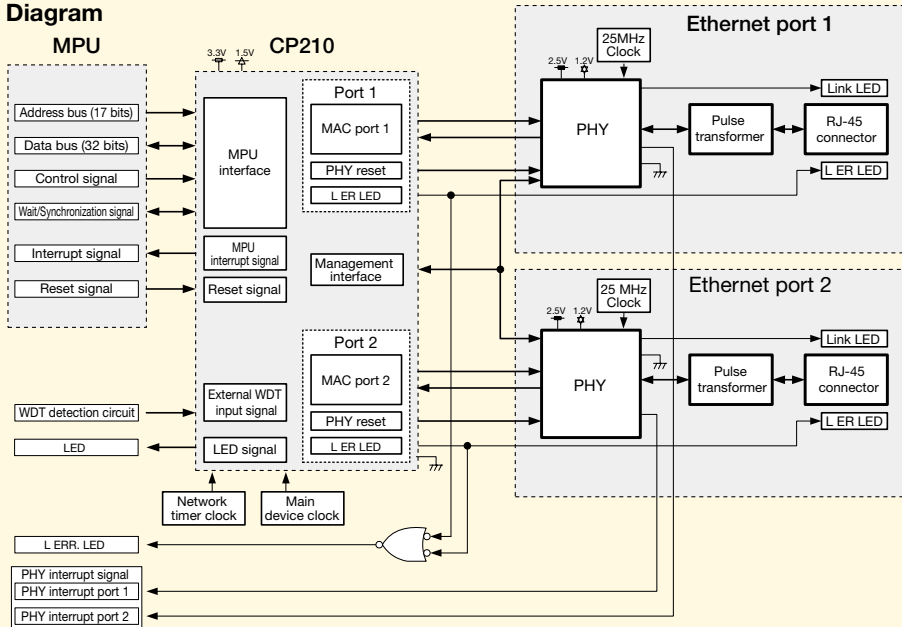 Diagram
MPU
CP210
3.3V
1.5V
Address bus (17 bits)
Data bus (32 bits)
Control signal
Wait/Synchronization signal
Interrupt signal
Reset signal
MPU
interface
MPU
interrupt signal
Reset signal
External WDT
input signal
LED signal
Port 1
MAC port 1
PHY reset
L ER LED
Management
interface
Port 2
MAC port 2
PHY reset
L ER LED
WDT detection circuit
LED
Network
timer clock
Main
device clock
L ERR. LED
PHY interrupt signal
PHY interrupt port 1
PHY interrupt port 2
Ethernet port 1
25MHz
Clock
2.5V
1.2V
PHY
Pulse
transformer
Link LED
RJ-45
connector
L ER LED
Ethernet port 2
25 MHz
Clock
2.5V
1.2V
PHY
Pulse
transformer
Link LED
RJ-45
connector
L ER LED